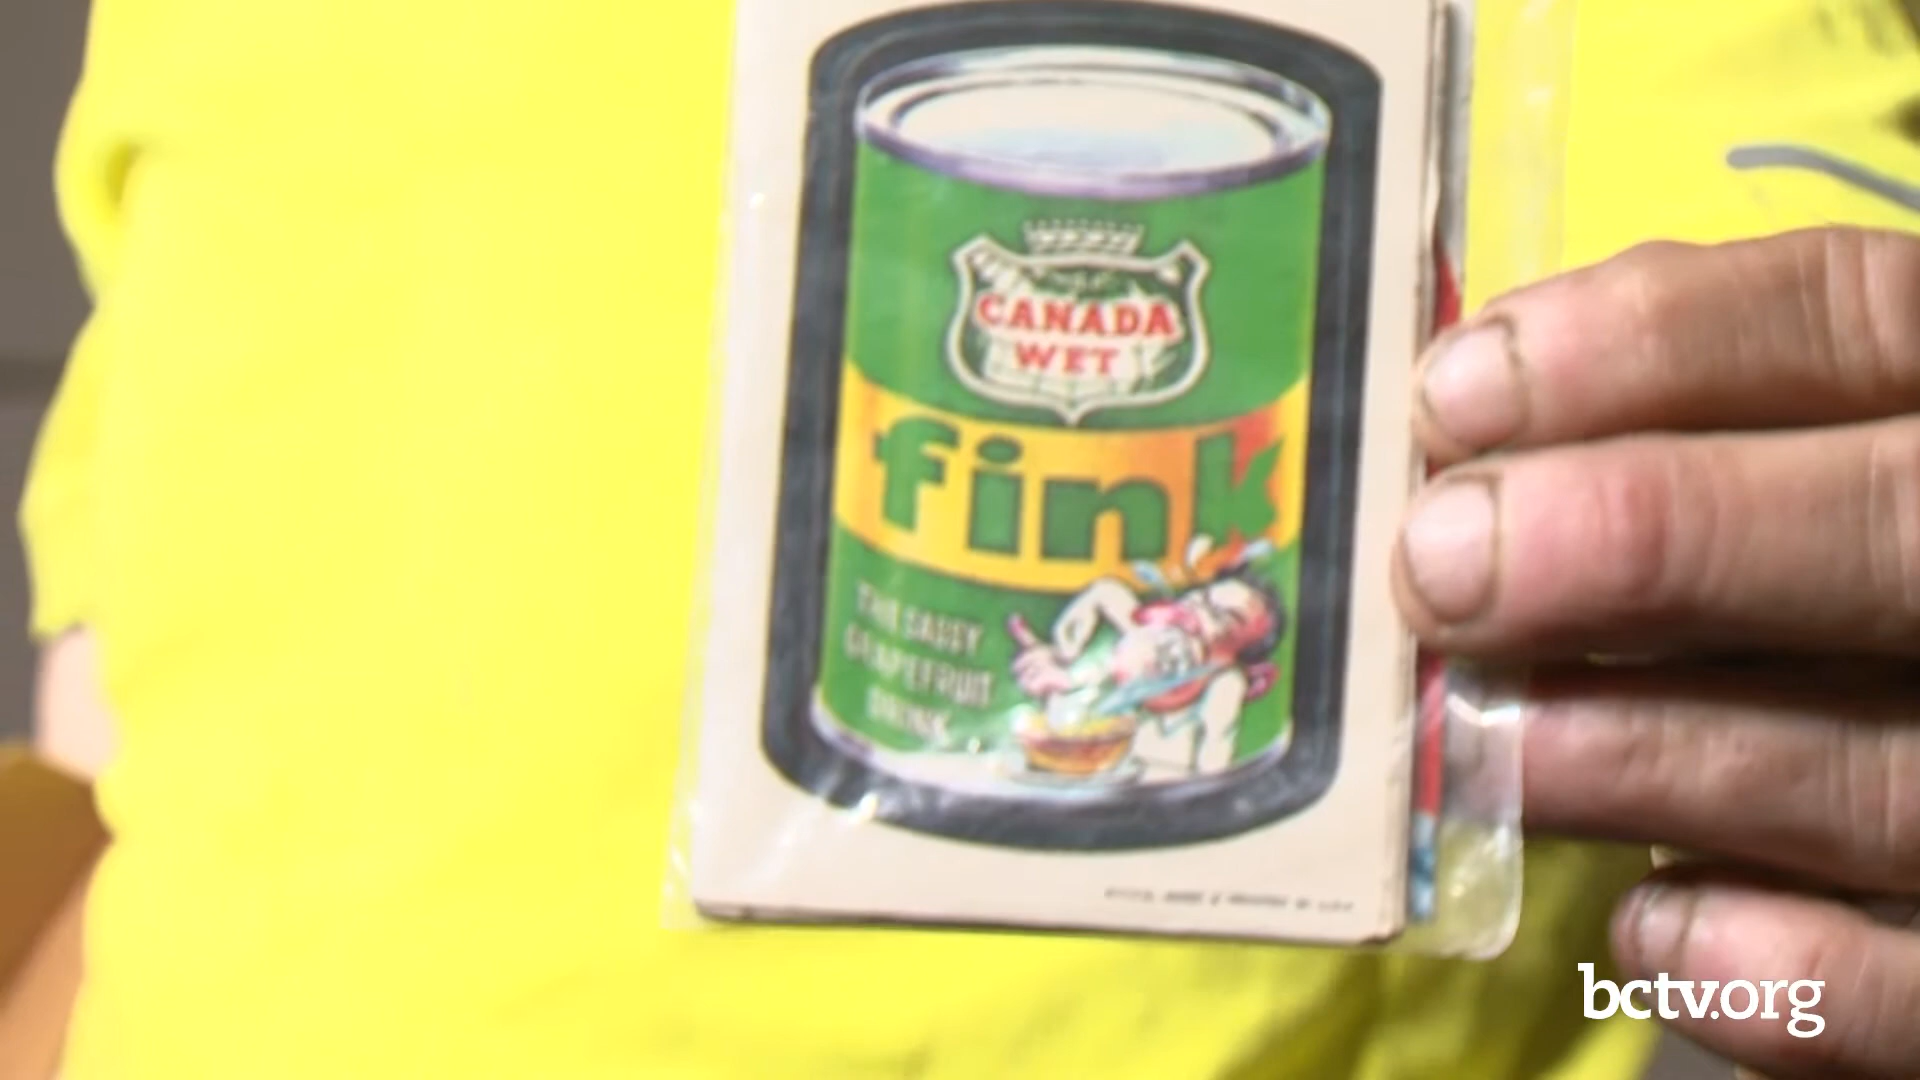 CANADA
WET
fink
THE SASSY
GRAPEFRUIT
DRINK
bctv.org